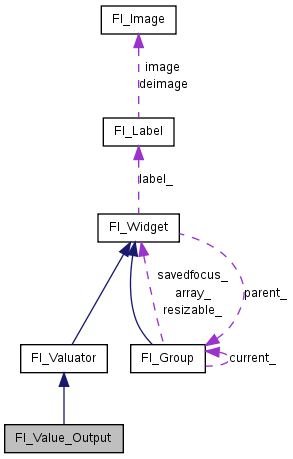 Fl_Image
image
deimage
Fl_Label
label_
Fl_Widget
savedfocus_
array_
resizable_
parent_
Fl_Valuator
Fl_Group
current_
Fl_Value_Output